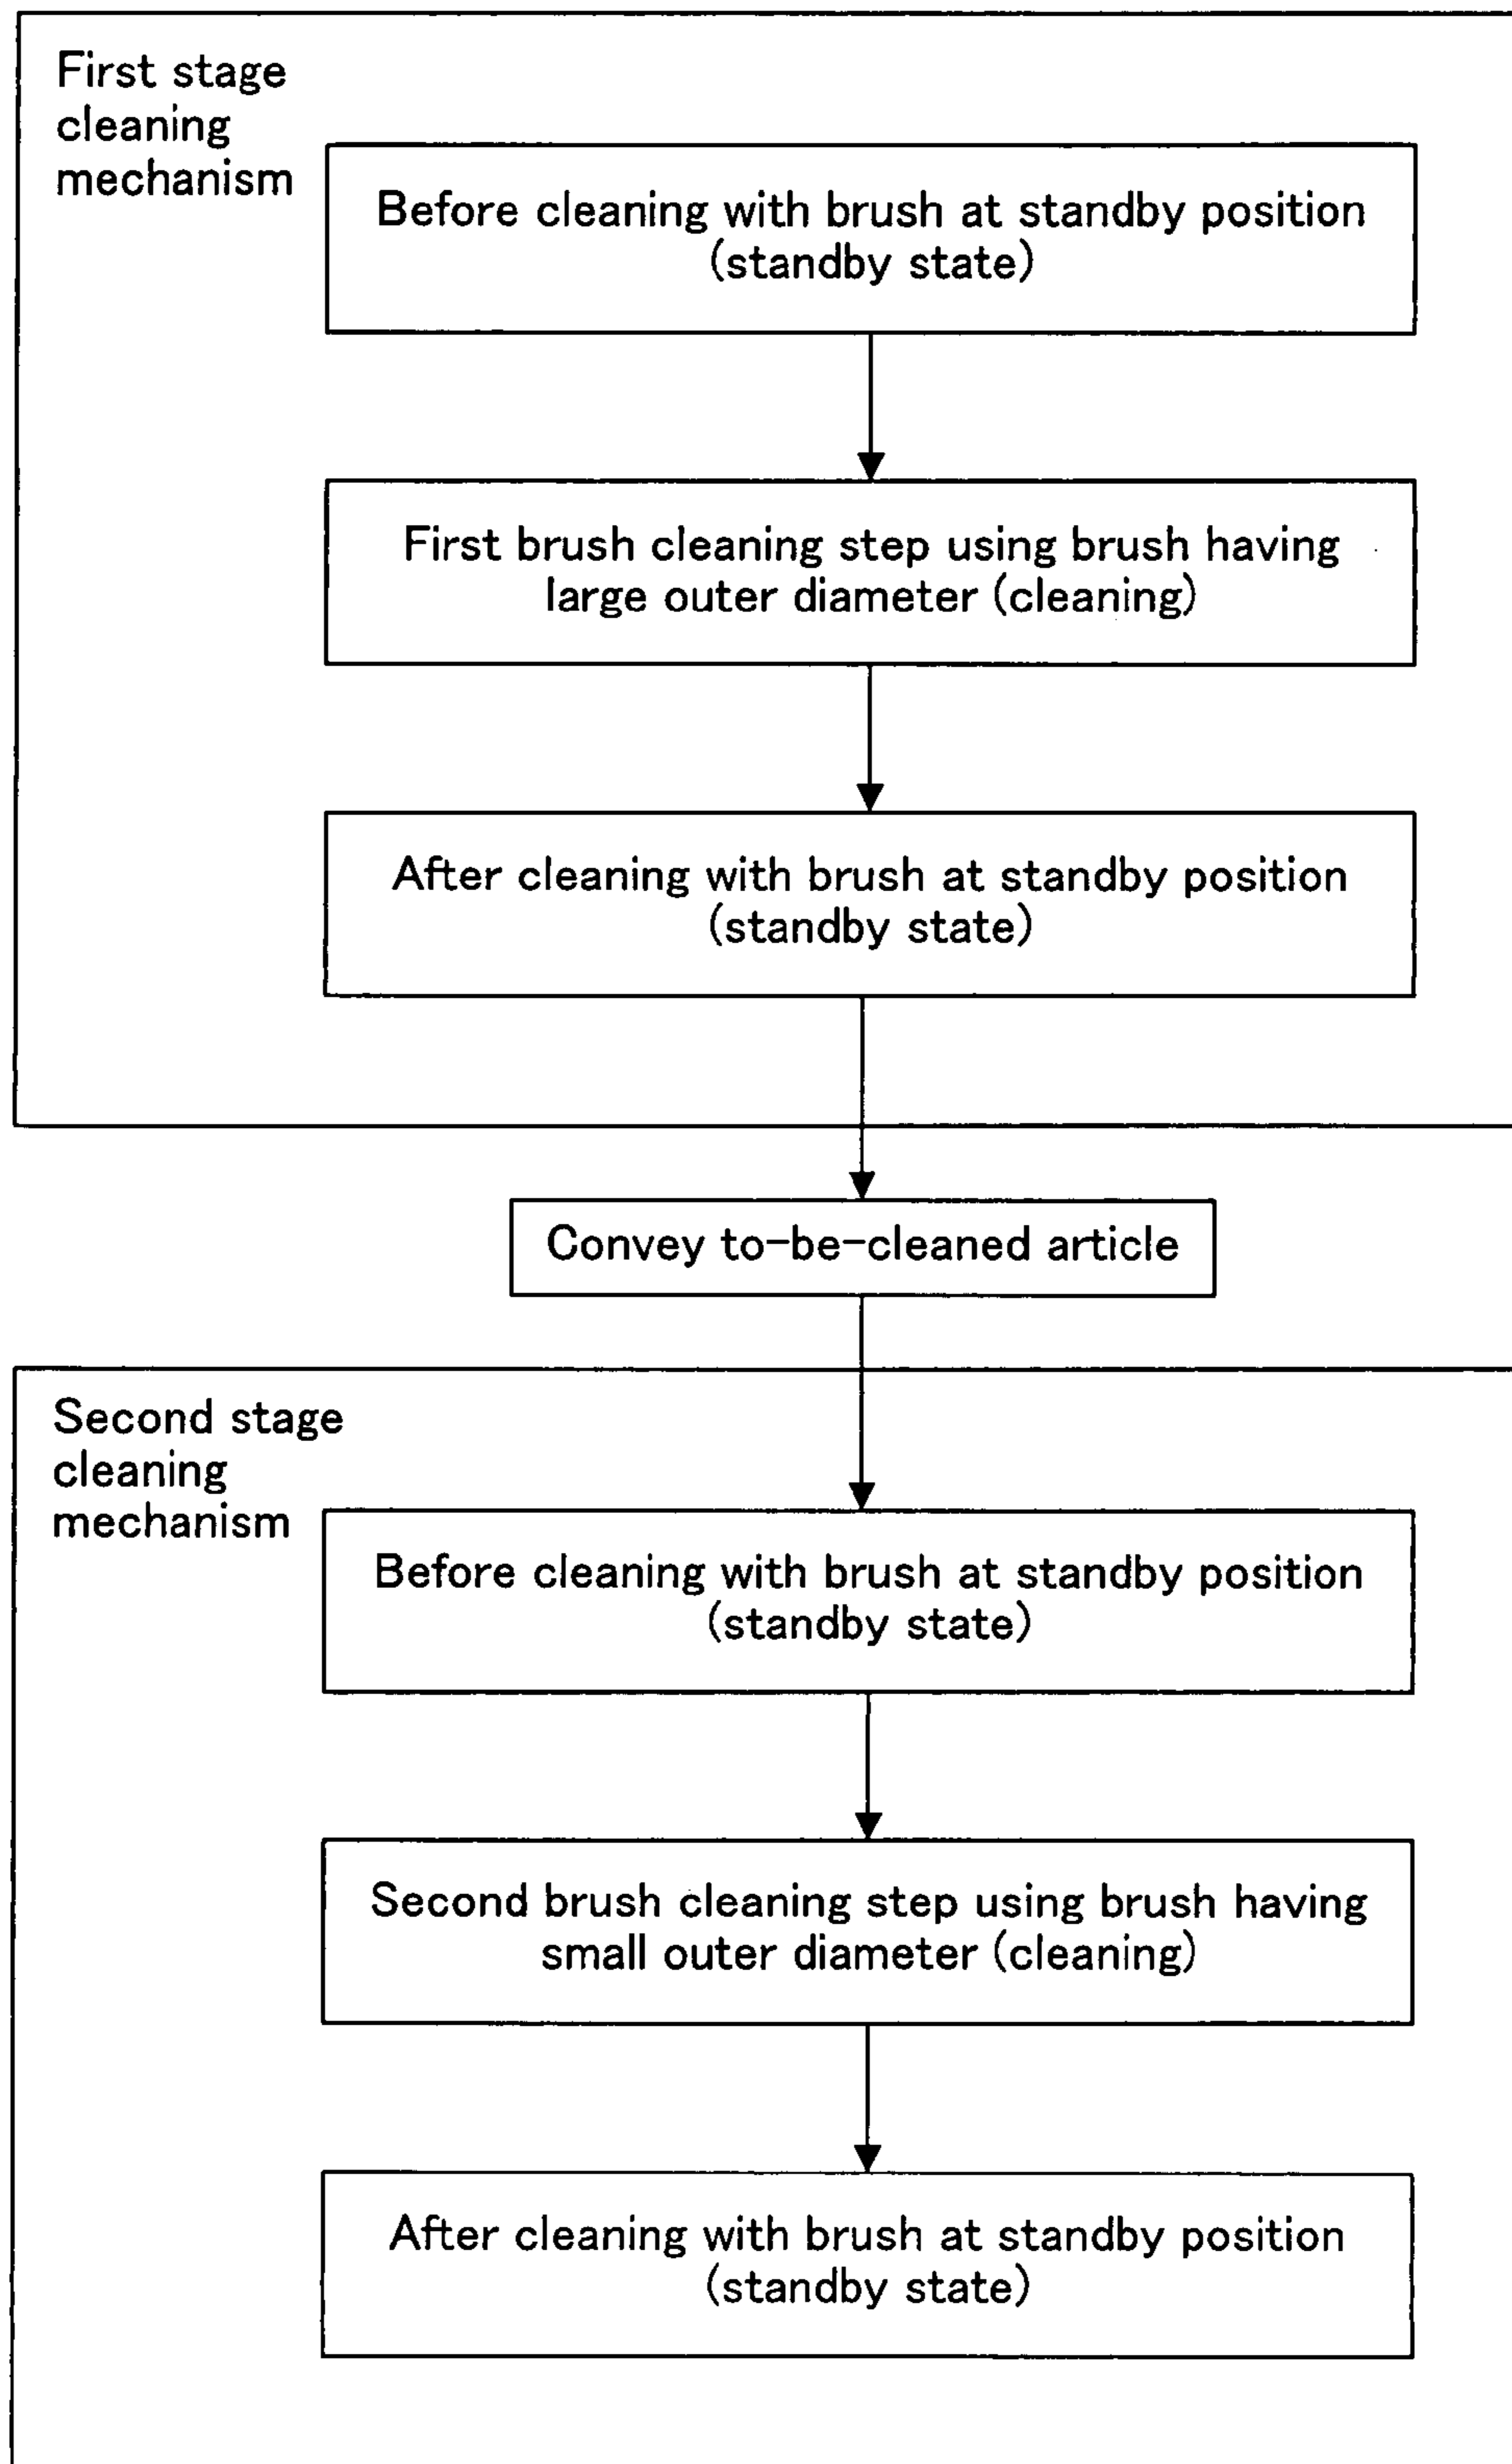 First stage
cleaning
mechanism
Before cleaning with brush at standby position
(standby state)
First brush cleaning step using brush having
large outer diameter (cleaning)
After cleaning with brush at standby position
(standby state)
Convey to-be-cleaned article
Second stage
cleaning
mechanism
Before cleaning with brush at standby position
(standby state)
Second brush cleaning step using brush having
small outer diameter (cleaning)
After cleaning with brush at standby position
(standby state)